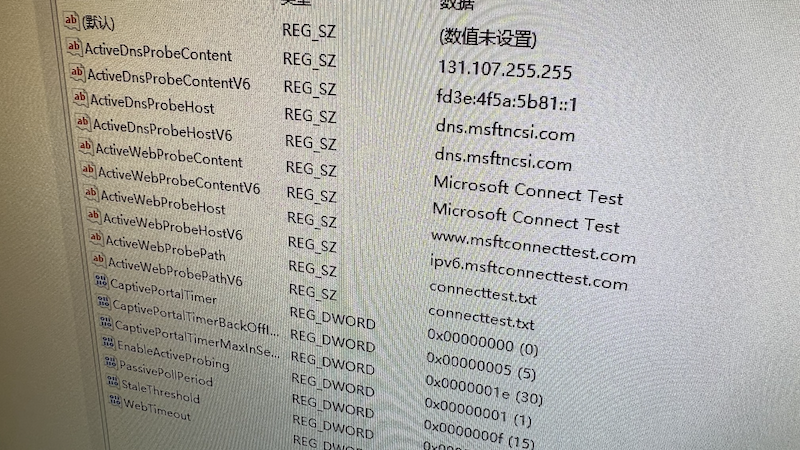 类型 数据
(默认) REG_SZ (数值未设置)
ActiveDnsProbeContent REG_SZ 131.107.255.255
ActiveDnsProbeContentV6 REG_SZ fd3e:4f5a:5b81::1
ActiveDnsProbeHost REG_SZ dns.msftncsi.com
ActiveDnsProbeHostV6 REG_SZ dns.msftncsi.com
ActiveWebProbeContent REG_SZ Microsoft Connect Test
ActiveWebProbeContentV6 REG_SZ Microsoft Connect Test
ActiveWebProbeHost REG_SZ www.msftconnecttest.com
ActiveWebProbeHostV6 REG_SZ ipv6.msftconnecttest.com
ActiveWebProbePath REG_SZ connecttest.txt
ActiveWebProbePathV6 REG_SZ connecttest.txt
CaptivePortalTimer REG_DWORD 0x00000000 (0)
CaptivePortalTimerBackOffI... REG_DWORD 0x00000005 (5)
CaptivePortalTimerMaxInSe... REG_DWORD 0x0000001e (30)
EnableActiveProbing REG_DWORD 0x00000001 (1)
PassivePollPeriod REG_DWORD 0x0000000f (15)
StaleThreshold REG_DWORD
WebTimeout REG_DWORD